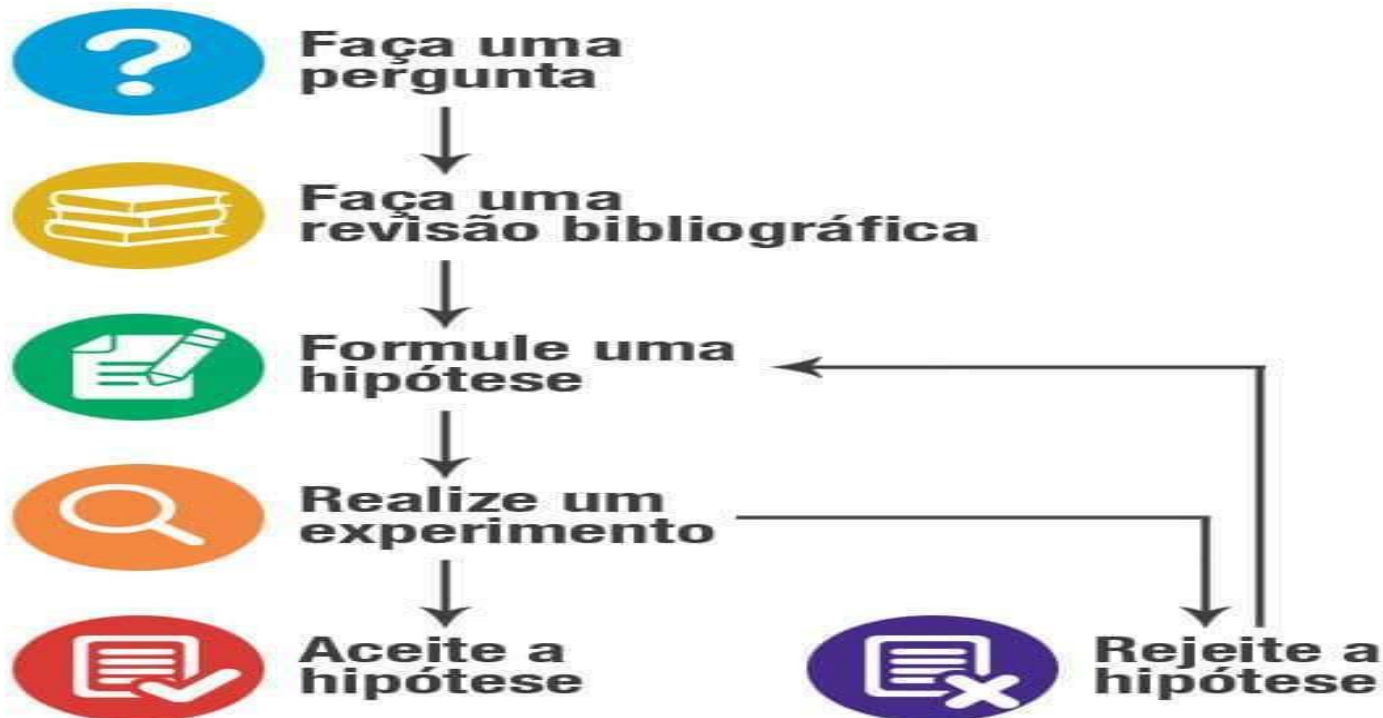 Faça uma
pergunta
Faça uma
revisão bibliográfica
Formule uma
hipótese
Realize um
experimento
Aceite a
hipótese
Rejeite a
hipótese